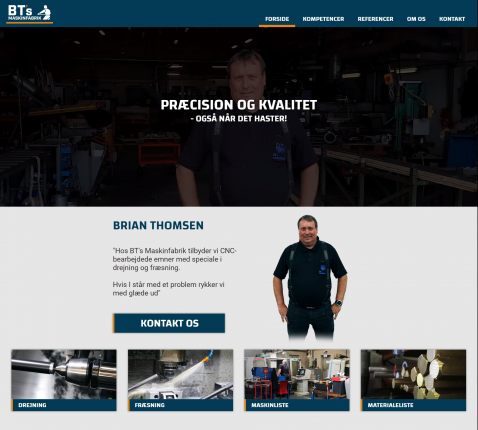 BTs
MASKINFABRIK
FORSIDE KOMPETENCER REFERENCER OM OS KONTAKT
PRÆCISION OG KVALITET
- OGSÅ NÅR DET HASTER!
BRIAN THOMSEN
"Hos BT's Maskinfabrik tilbyder vi CNC-
bearbejdede emner med speciale i
drejning og fræsning.
Hvis I står med et problem rykker vi
med glæde ud"
KONTAKT OS
DREJNING FRÆSNING MASKINLISTE MATERIALELISTE